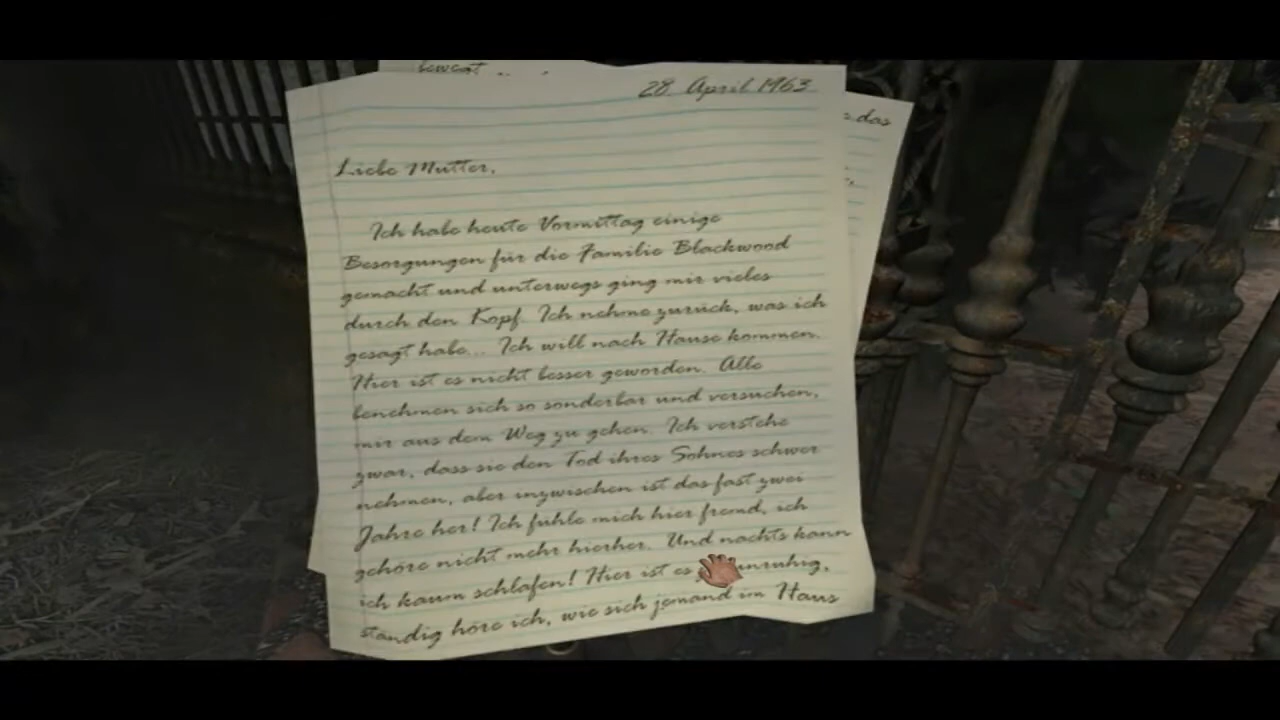 bewegt
28. April 1963
s das
Liebe Mutter,
Ich habe heute Vormittag einige
Besorgungen für die Familie Blackwood
gemacht und unterwegs ging mir vieles
durch den Kopf. Ich nehme zurück, was ich
gesagt habe... Ich will nach Hause kommen.
Hier ist es nicht besser geworden. Alle
benehmen sich so sonderbar und versuchen,
mir aus dem Weg zu gehen. Ich verstehe
zwar, dass sie den Tod ihres Sohnes schwer
nehmen, aber inzwischen ist das fast zwei
Jahre her! Ich fühle mich hier fremd, ich
gehöre nicht mehr hierher. Und nachts kann
ich kaum schlafen! Hier ist es unruhig,
ständig höre ich, wie sich jemand im Haus